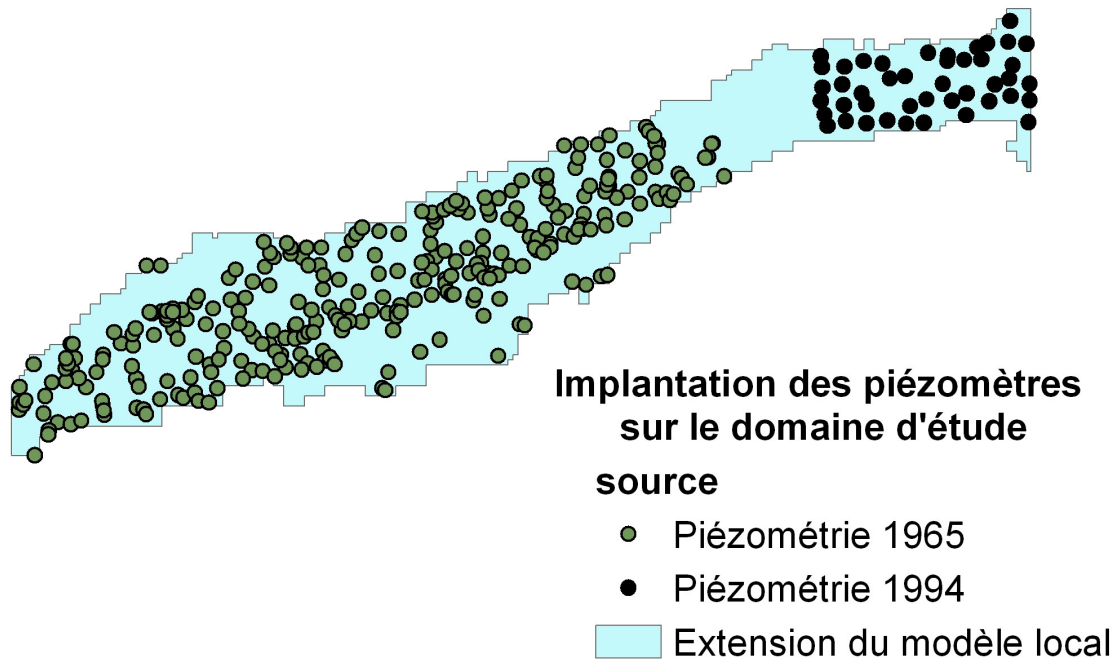 Implantation des piézomètres
sur le domaine d'étude
source
Piézométrie 1965
Piézométrie 1994
Extension du modèle local